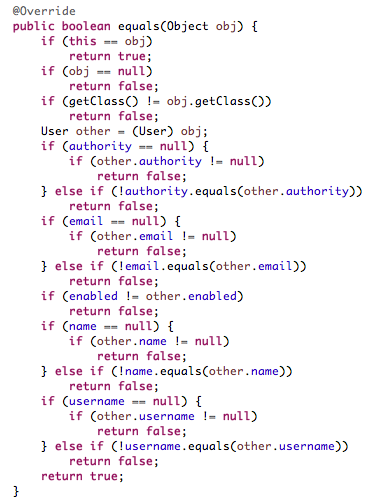 @Override
public boolean equals(Object obj) {
    if (this == obj)
        return true;
    if (obj == null)
        return false;
    if (getClass() != obj.getClass())
        return false;
    User other = (User) obj;
    if (authority == null) {
        if (other.authority != null)
            return false;
    } else if (!authority.equals(other.authority))
        return false;
    if (email == null) {
        if (other.email != null)
            return false;
    } else if (!email.equals(other.email))
        return false;
    if (enabled != other.enabled)
        return false;
    if (name == null) {
        if (other.name != null)
            return false;
    } else if (!name.equals(other.name))
        return false;
    if (username == null) {
        if (other.username != null)
            return false;
    } else if (!username.equals(other.username))
        return false;
    return true;
}